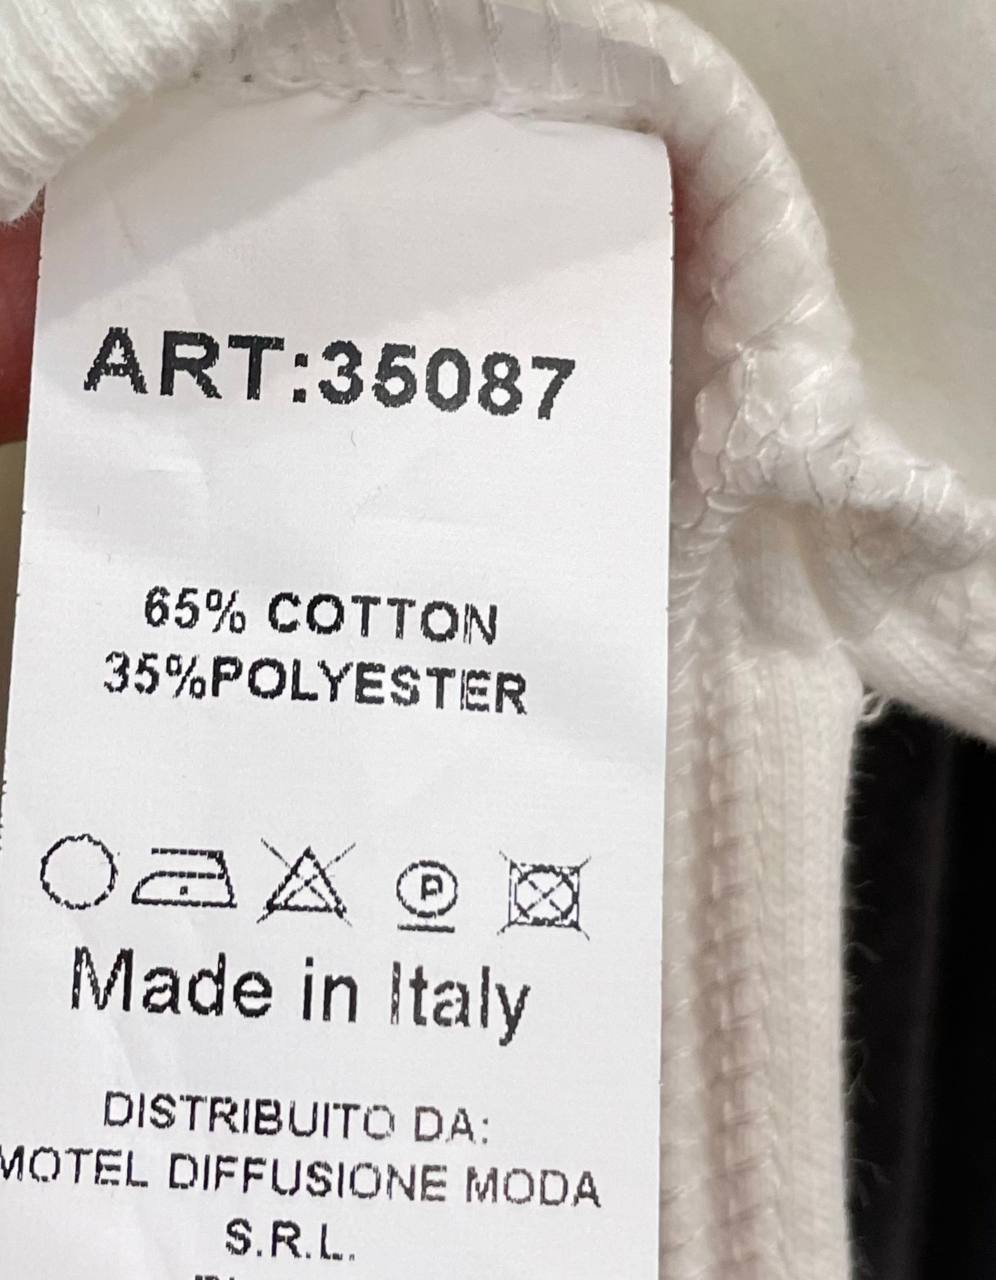 ART:35087
65% COTTON
35%POLYESTER
P
Made in Italy
DISTRIBUITO DA:
MOTEL DIFFUSIONE MODA
S.R.L.